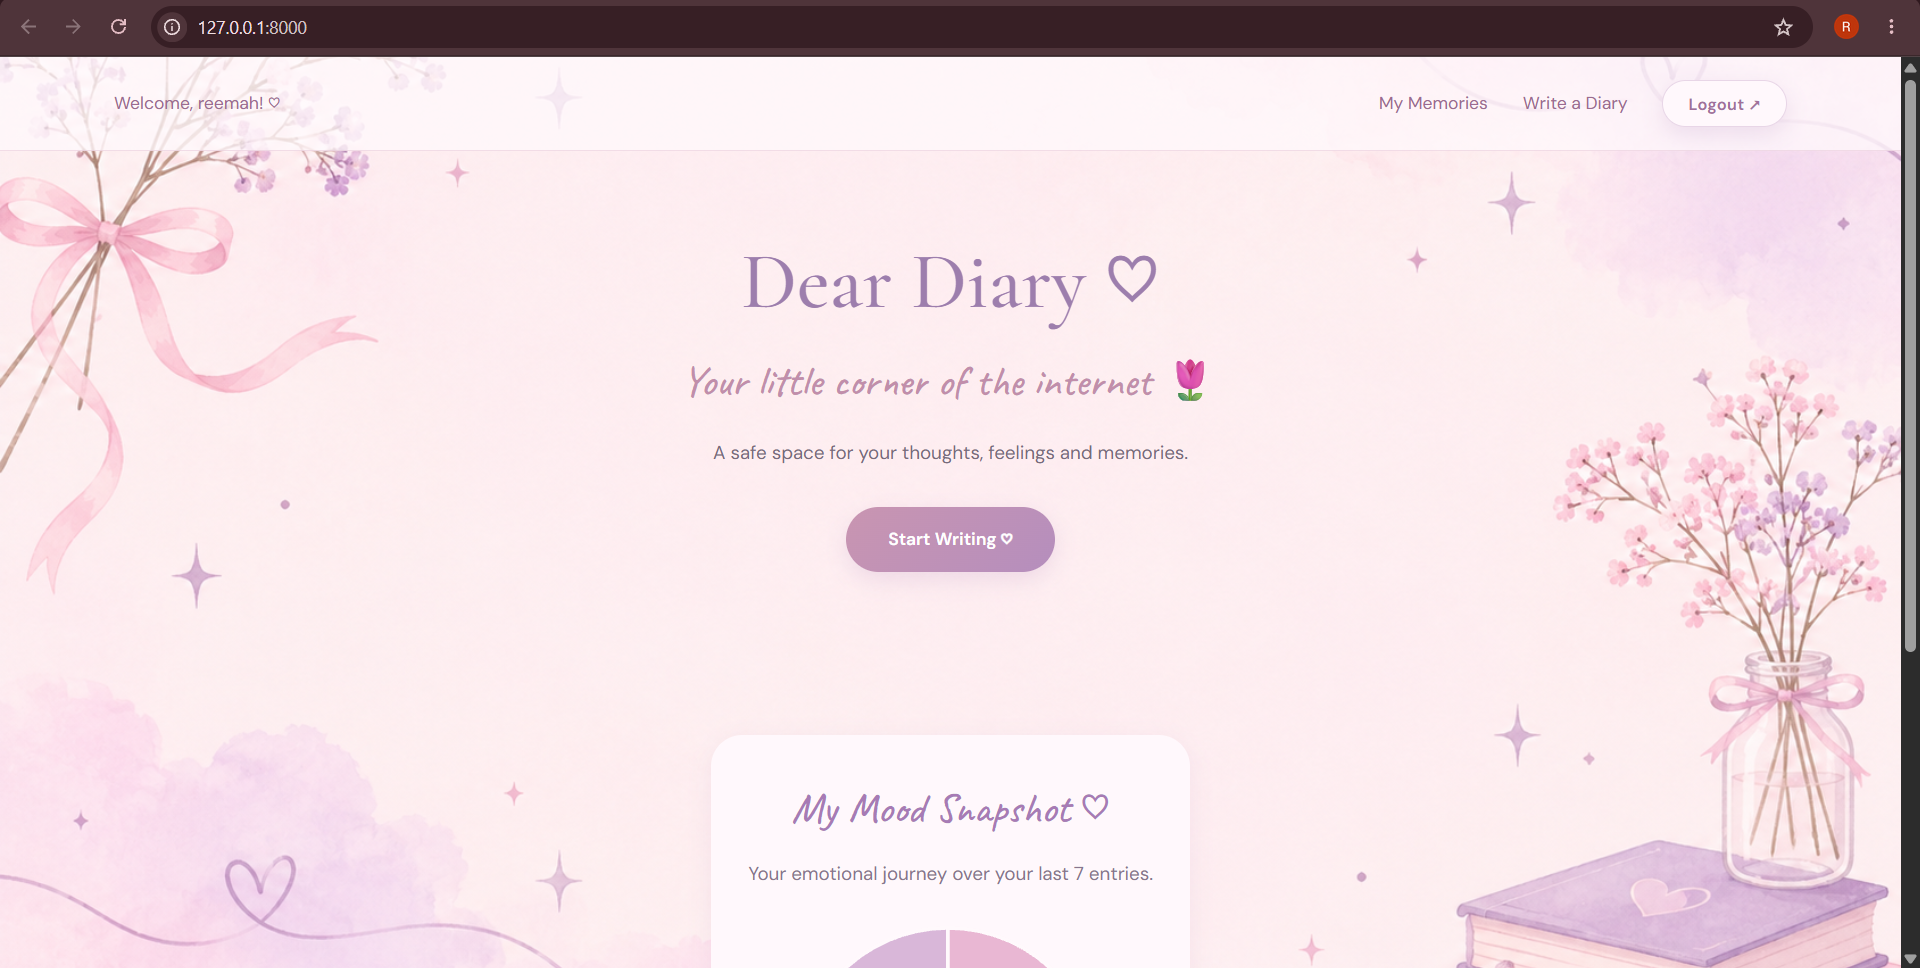 127.0.0.1:8000
R
Welcome, reemah! ♡
My Memories
Write a Diary
Logout ↗
Dear Diary ♡
Your little corner of the internet 🌷
A safe space for your thoughts, feelings and memories.
Start Writing ♡
My Mood Snapshot ♡
Your emotional journey over your last 7 entries.